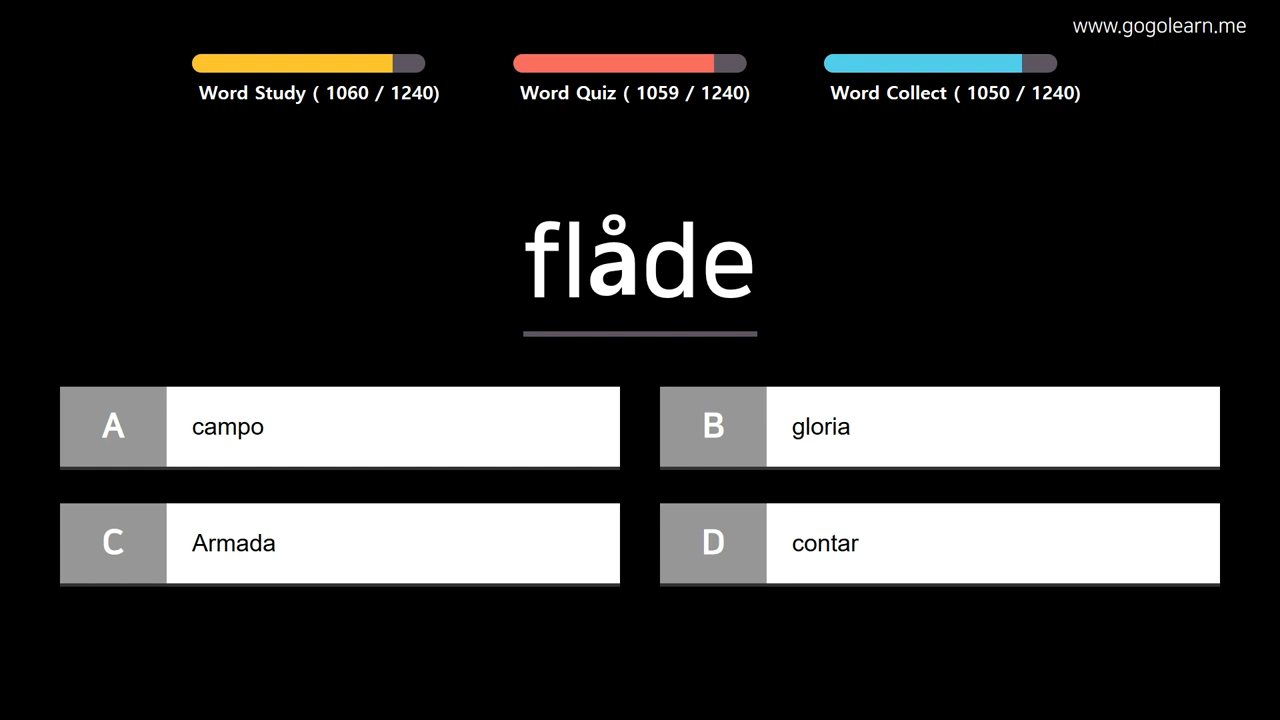 www.gogolearn.me
Word Study ( 1060 / 1240)
Word Quiz ( 1059 / 1240)
Word Collect ( 1050 / 1240)
flåde
A campo
B gloria
C Armada
D contar